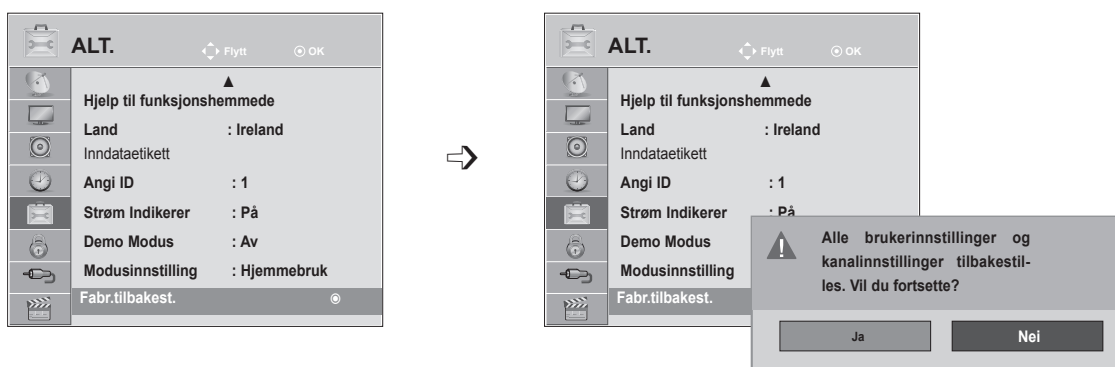 ALT.
Flytt
OK
Hjelp til funksjonshemmede
Land : Ireland
Inndataetikett
Angi ID : 1
Strøm Indikerer : På
Demo Modus : Av
Modusinnstilling : Hjemmebruk
Fabr.tilbakest.
ALT.
Flytt
OK
Hjelp til funksjonshemmede
Land : Ireland
Inndataetikett
Angi ID : 1
Strøm Indikerer : På
Demo Modus
Modusinnstilling
Fabr.tilbakest.
Alle brukerinnstillinger og
kanalinnstillinger tilbakestil-
les. Vil du fortsette?
Ja
Nei